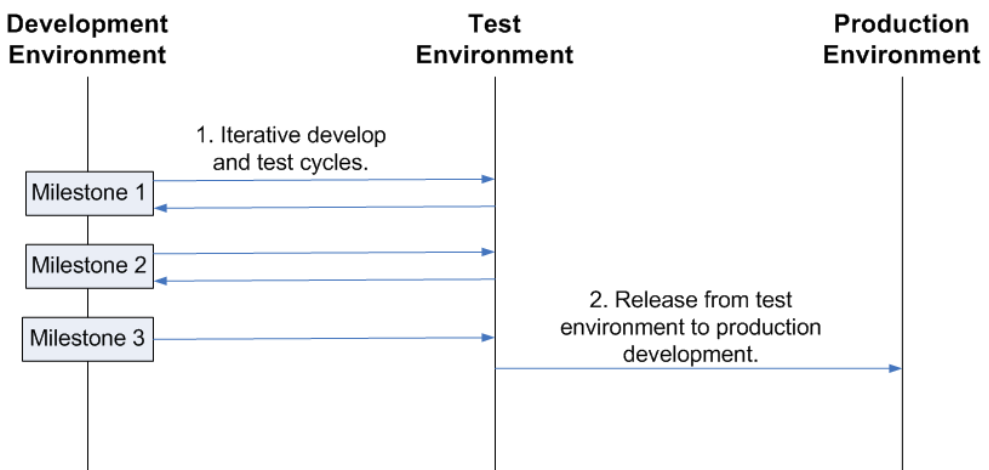 Development
Environment
Test
Environment
Production
Environment
1. Iterative develop
and test cycles.
Milestone 1
Milestone 2
2. Release from test
environment to production
development.
Milestone 3